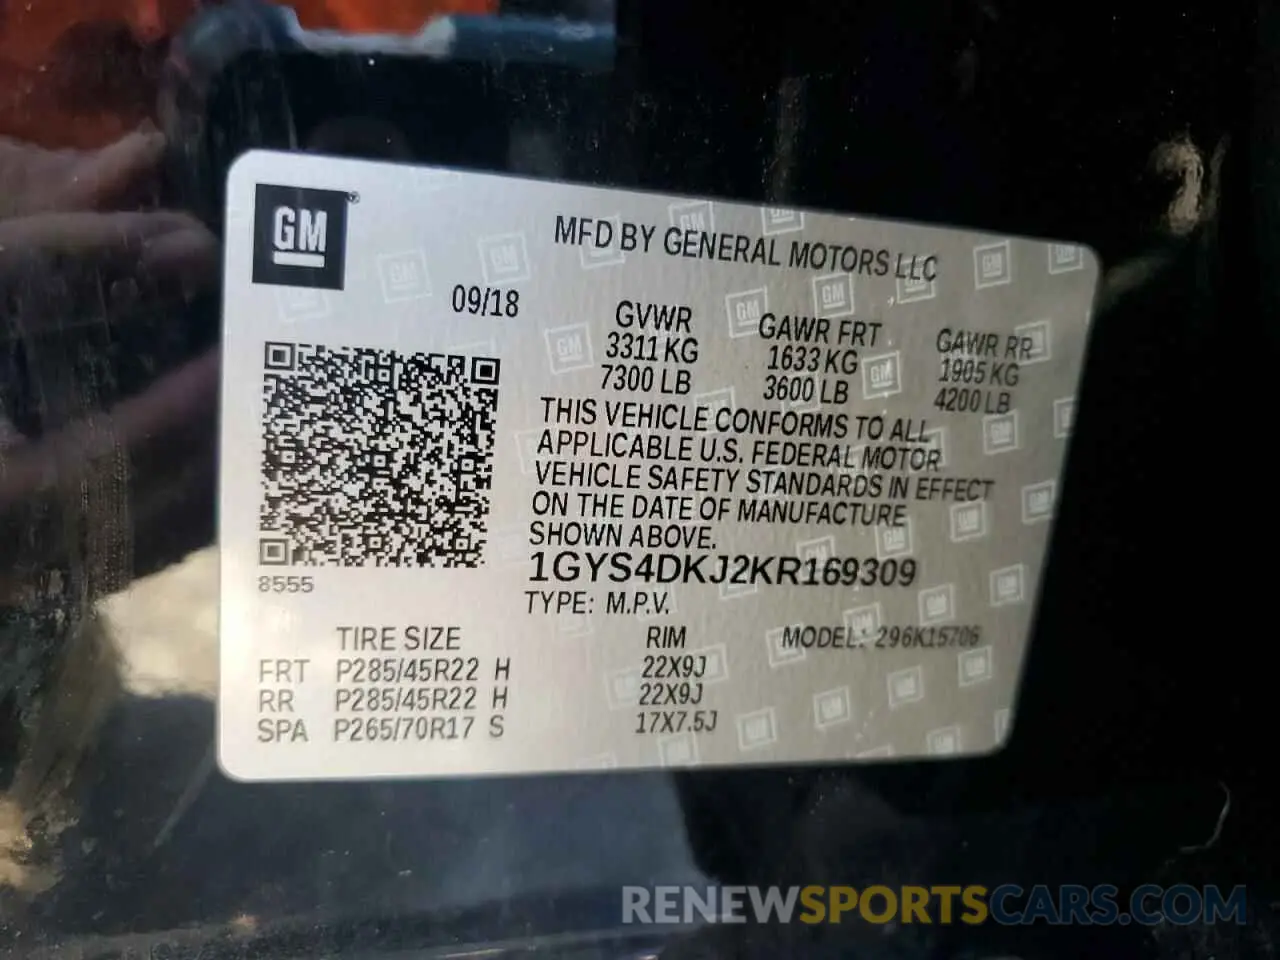 GM®
MFD BY GENERAL MOTORS LLC
09/18
GVWR GAWR FRT GAWR RR
3311 KG 1633 KG 1905 KG
7300 LB 3600 LB 4200 LB
THIS VEHICLE CONFORMS TO ALL
APPLICABLE U.S. FEDERAL MOTOR
VEHICLE SAFETY STANDARDS IN EFFECT
ON THE DATE OF MANUFACTURE
SHOWN ABOVE.
1GYS4DKJ2KR169309
8555
TYPE: M.P.V.
TIRE SIZE RIM MODEL: 296K15706
FRT P285/45R22 H 22X9J
RR P285/45R22 H 22X9J
SPA P265/70R17 S 17X7.5J
RENEWSPORTSCARS.COM